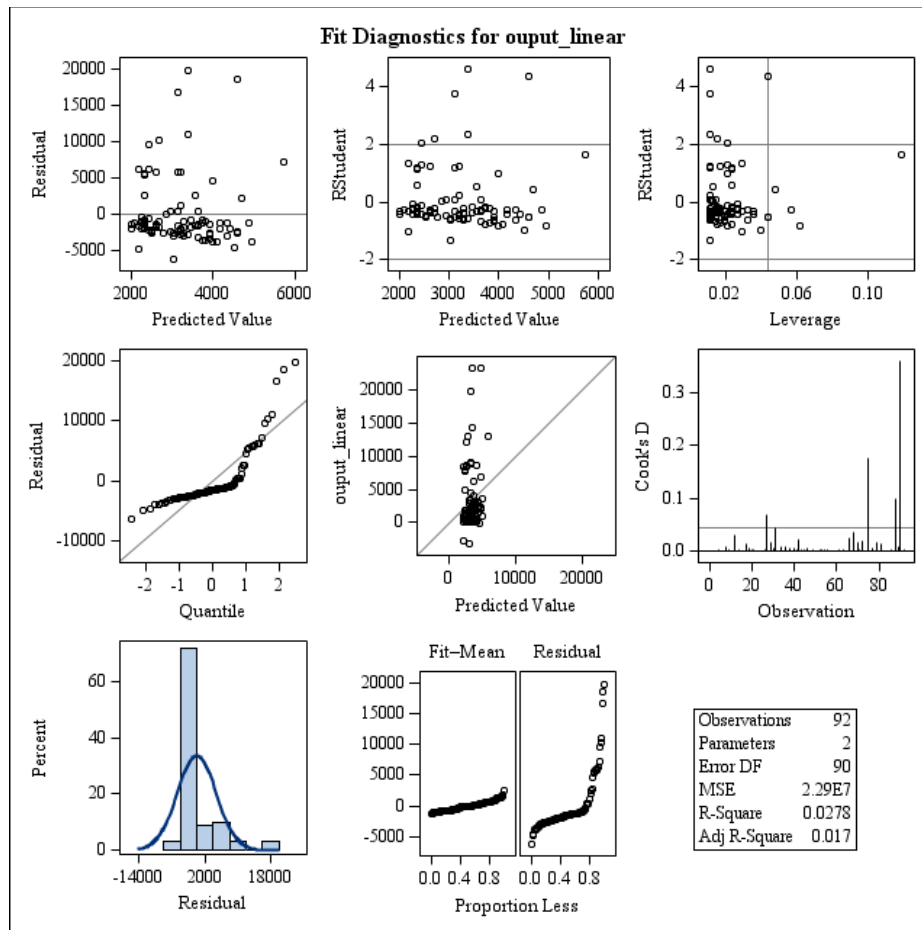 Fit Diagnostics for ouput_linear
20000
15000
10000
5000
0
-5000
Residual
2000 4000 6000
Predicted Value
4
2
0
-2
RStudent
2000 3000 4000 5000 6000
Predicted Value
4
2
0
-2
RStudent
0.02 0.06 0.10
Leverage
20000
10000
0
-10000
Residual
-2 -1 0 1 2
Quantile
20000
15000
10000
5000
0
ouput_linear
0 10000 20000
Predicted Value
0.3
0.2
0.1
0.0
Cook's D
0 20 40 60 80
Observation
60
40
20
0
Percent
-14000 2000 18000
Residual
Fit–Mean Residual
20000
15000
10000
5000
0
-5000
0.0 0.4 0.8 0.0 0.4 0.8
Proportion Less
Observations 92
Parameters 2
Error DF 90
MSE 2.29E7
R-Square 0.0278
Adj R-Square 0.017